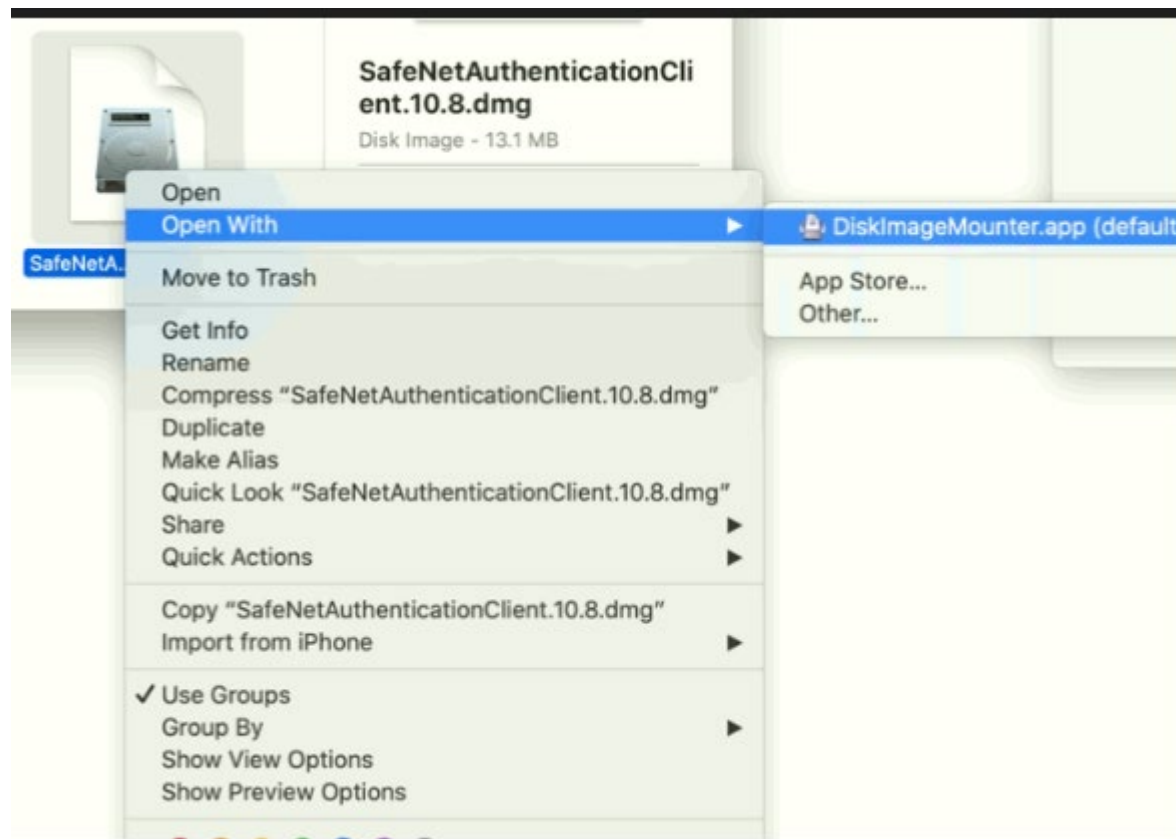 SafeNetAuthenticationCli
ent.10.8.dmg
Disk Image - 13.1 MB
SafeNetA..
Open
Open With
DiskImageMounter.app (default
App Store...
Other...
Move to Trash
Get Info
Rename
Compress “SafeNetAuthenticationClient.10.8.dmg”
Duplicate
Make Alias
Quick Look “SafeNetAuthenticationClient.10.8.dmg”
Share
Quick Actions
Copy “SafeNetAuthenticationClient.10.8.dmg”
Import from iPhone
✓ Use Groups
Group By
Show View Options
Show Preview Options